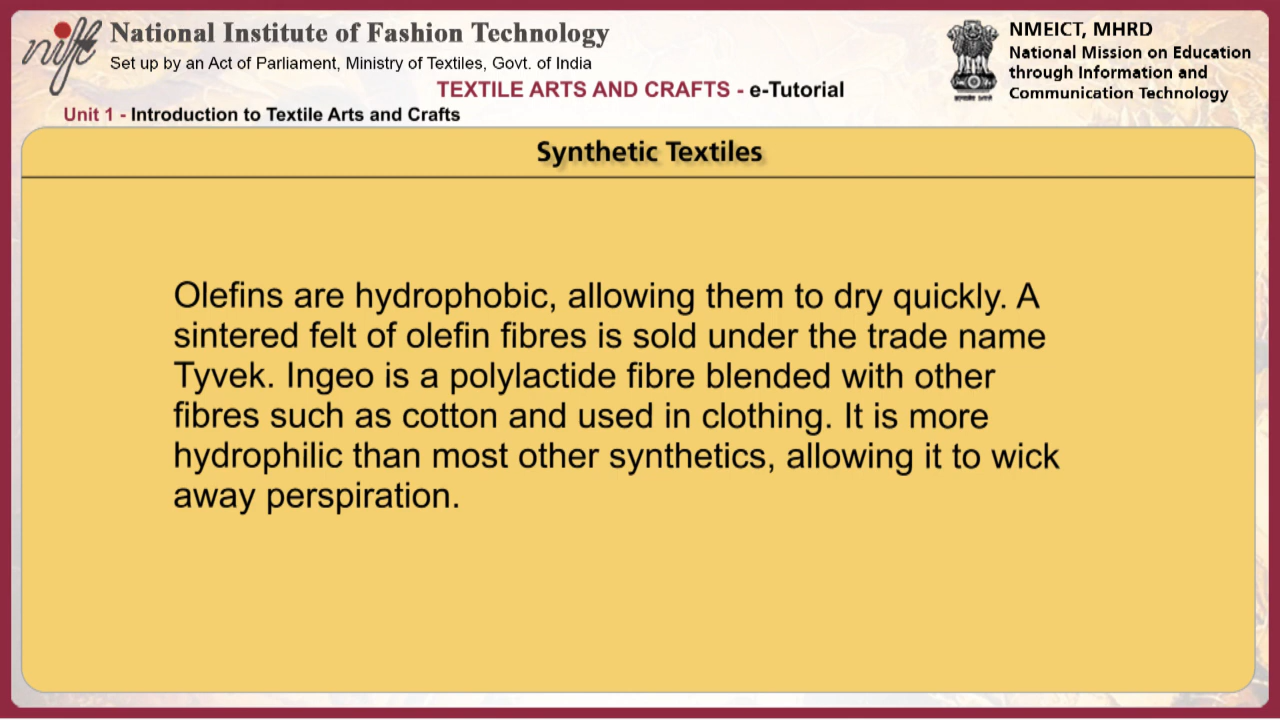 nift
National Institute of Fashion Technology
Set up by an Act of Parliament, Ministry of Textiles, Govt. of India
NMEICT, MHRD
National Mission on Education
through Information and
Communication Technology
TEXTILE ARTS AND CRAFTS - e-Tutorial
Unit 1 - Introduction to Textile Arts and Crafts
Synthetic Textiles
Olefins are hydrophobic, allowing them to dry quickly. A
sintered felt of olefin fibres is sold under the trade name
Tyvek. Ingeo is a polylactide fibre blended with other
fibres such as cotton and used in clothing. It is more
hydrophilic than most other synthetics, allowing it to wick
away perspiration.